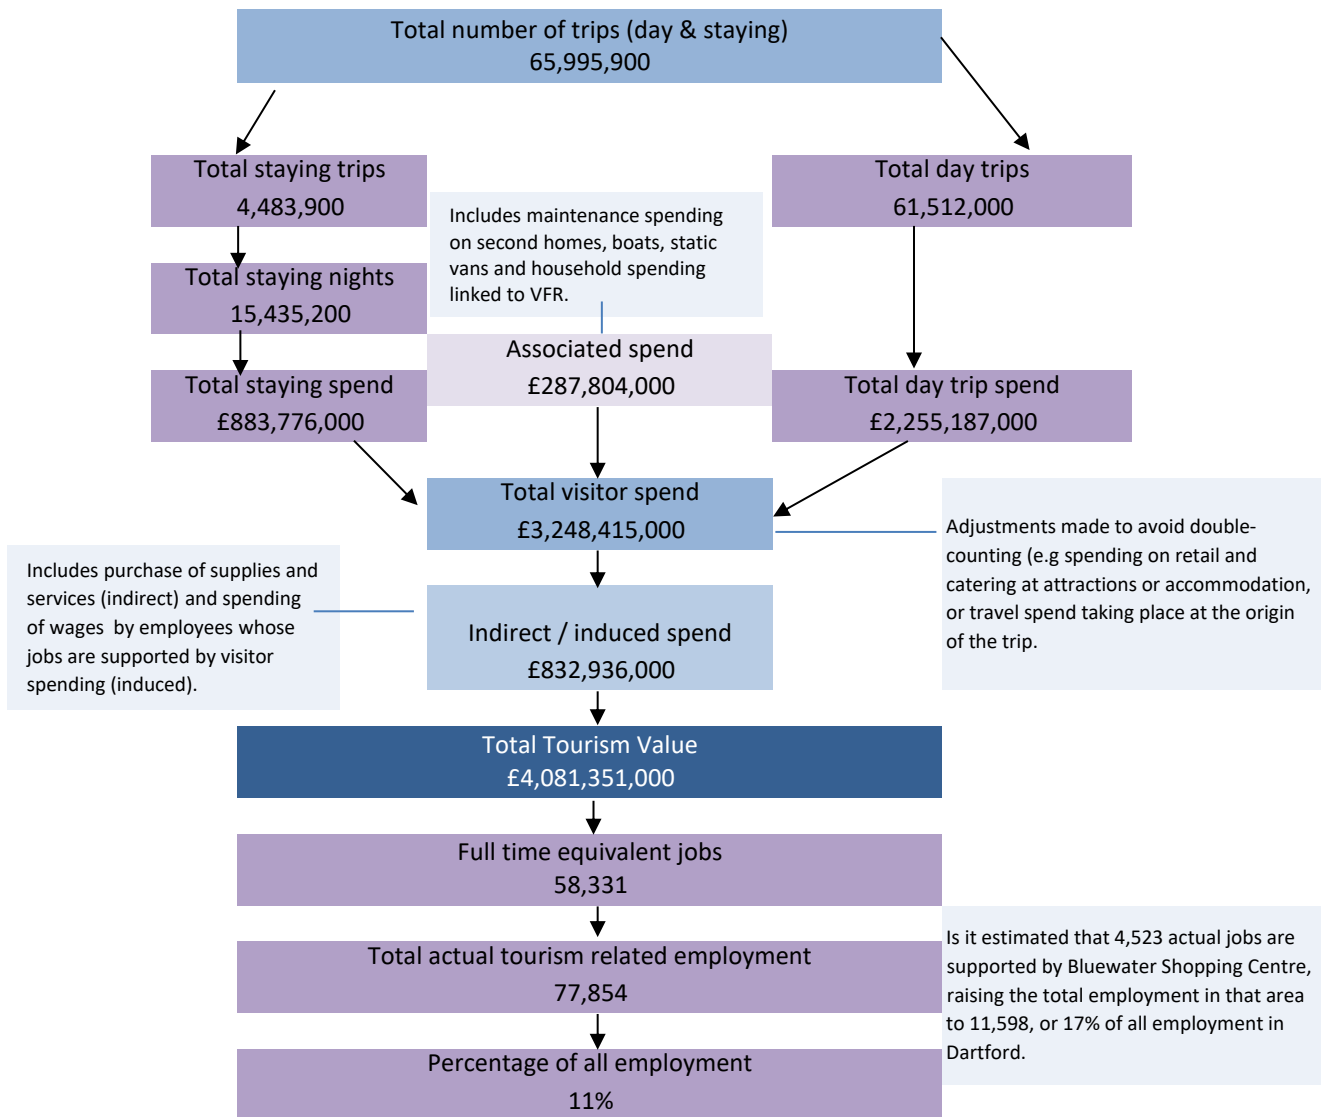 Total number of trips (day & staying)
65,995,900
Total staying trips
4,483,900
Total day trips
61,512,000
Includes maintenance spending
on second homes, boats, static
vans and household spending
linked to VFR.
Total staying nights
15,435,200
Associated spend
£287,804,000
Total staying spend
£883,776,000
Total day trip spend
£2,255,187,000
Total visitor spend
£3,248,415,000
Adjustments made to avoid double-
counting (e.g spending on retail and
catering at attractions or accommodation,
or travel spend taking place at the origin
of the trip.
Includes purchase of supplies and
services (indirect) and spending
of wages  by employees whose
jobs are supported by visitor
spending (induced).
Indirect / induced spend
£832,936,000
Total Tourism Value
£4,081,351,000
Full time equivalent jobs
58,331
Total actual tourism related employment
77,854
Is it estimated that 4,523 actual jobs are
supported by Bluewater Shopping Centre,
raising the total employment in that area
to 11,598, or 17% of all employment in
Dartford.
Percentage of all employment
11%